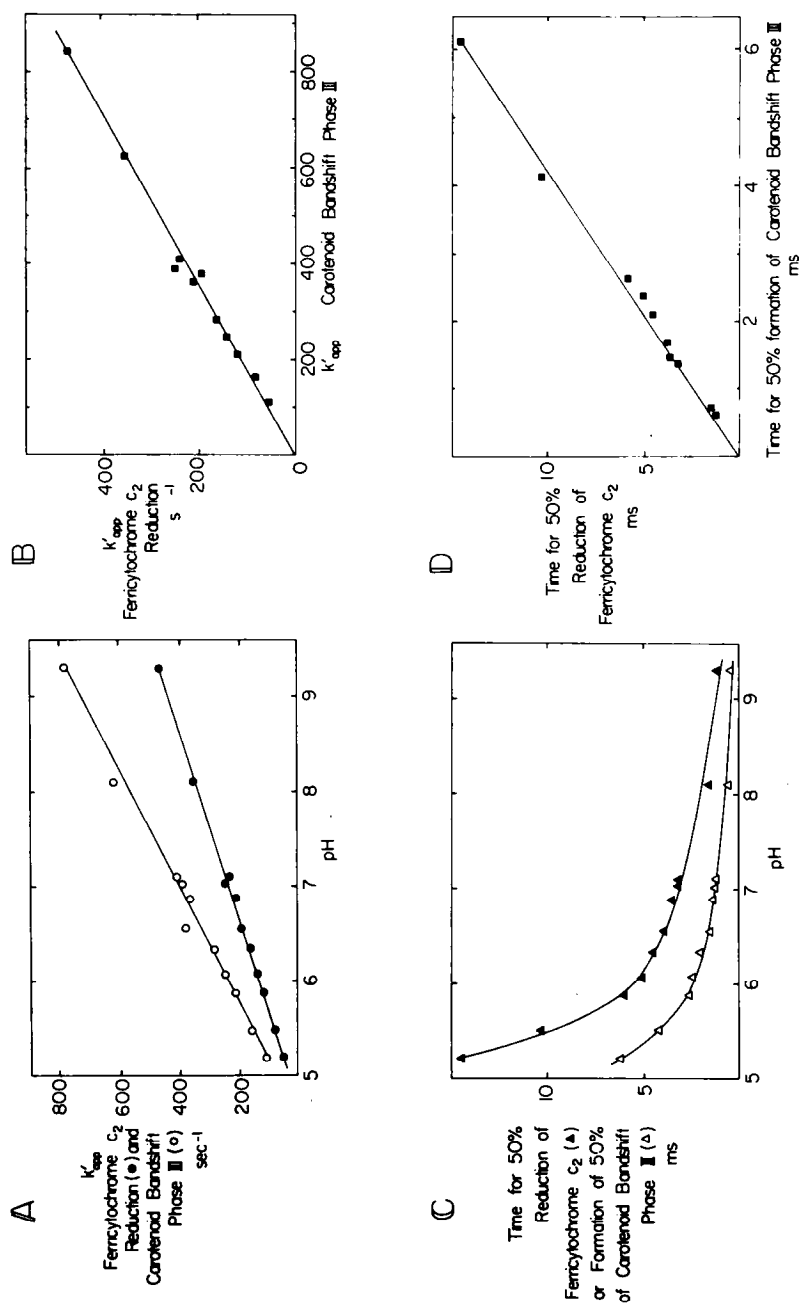 A
k'app
Ferricytochrome c2
Reduction (●) and
Carotenoid Bandshift
Phase III (○)
sec-1
800
600
400
200
5
6
7
8
9
pH
B
k'app
Ferricytochrome c2
Reduction
s -1
400
200
0
200
400
600
800
k'app Carotenoid Bandshift Phase III
C
Time for 50%
Reduction of
Ferricytochrome c2 (▲)
or Formation of 50%
of Carotenoid Bandshift
Phase III (△)
ms
10
5
5
6
7
8
9
pH
D
Time for 50%
Reduction of
Ferricytochrome c2
ms
10
5
2
4
6
Time for 50% formation of Carotenoid Bandshift Phase III
ms